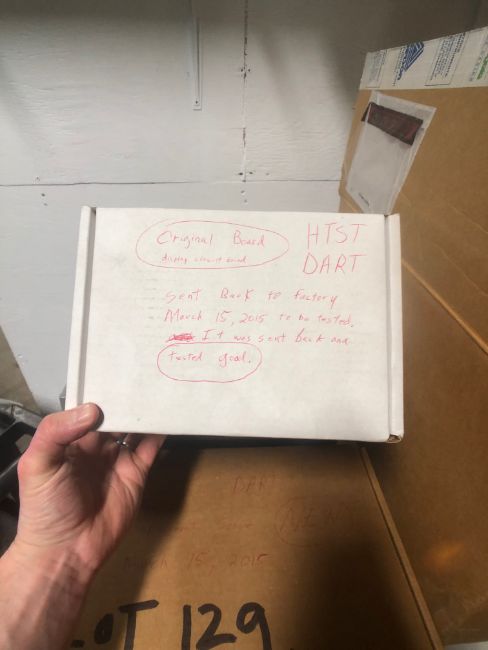 Original Board
display circuit board
HTST
DART
Sent Back to factory
March 15, 2015 to be tested.
It was sent back and
tested good.
DART
NEW
March 15, 2015
LOT 129